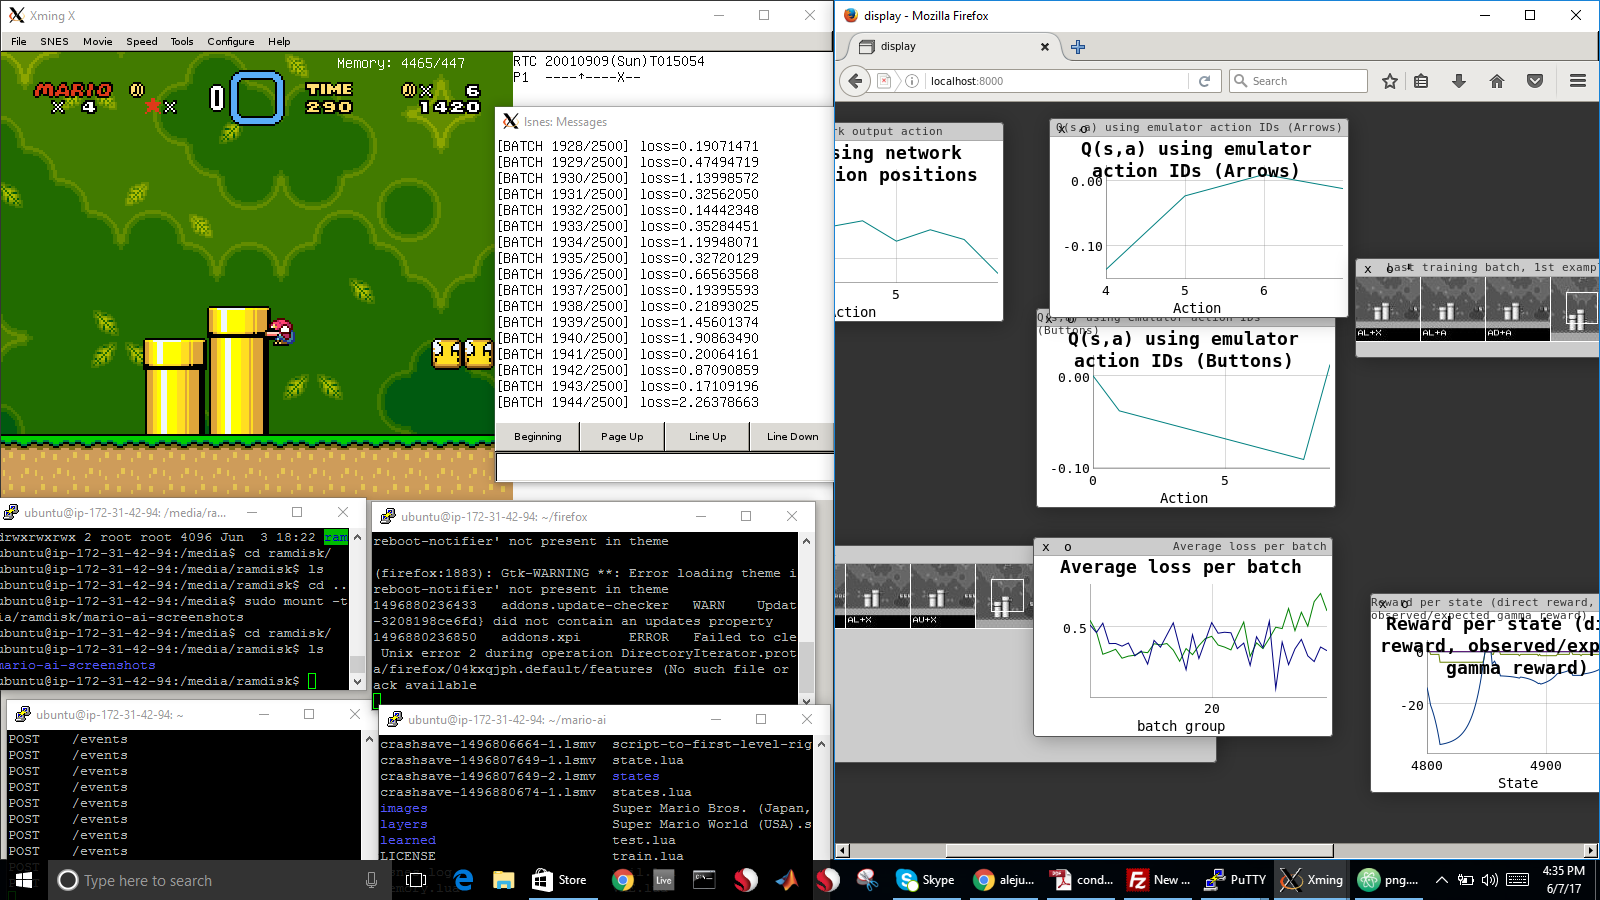 Xming X
File SNES Movie Speed Tools Configure Help
Memory: 4465/447
MARIO x 4
x 0
TIME 290
x 6
1420
RTC 20010909(Sun)T015054
P1 ----↑----X--
lsnes: Messages
[BATCH 1928/2500] loss=0.19071471
[BATCH 1929/2500] loss=0.47494719
[BATCH 1930/2500] loss=1.13998572
[BATCH 1931/2500] loss=0.32562050
[BATCH 1932/2500] loss=0.14442348
[BATCH 1933/2500] loss=0.35284451
[BATCH 1934/2500] loss=1.19948071
[BATCH 1935/2500] loss=0.32720129
[BATCH 1936/2500] loss=0.66563568
[BATCH 1937/2500] loss=0.19395593
[BATCH 1938/2500] loss=0.21893025
[BATCH 1939/2500] loss=1.45601374
[BATCH 1940/2500] loss=1.90863490
[BATCH 1941/2500] loss=0.20064161
[BATCH 1942/2500] loss=0.87090859
[BATCH 1943/2500] loss=0.17109196
[BATCH 1944/2500] loss=2.26378663
Beginning Page Up Line Up Line Down
ubuntu@ip-172-31-42-94: /media/ra...
drwxrwxrwx 2 root root 4096 Jun 3 18:22 ram
ubuntu@ip-172-31-42-94:/media$ cd ramdisk/
ubuntu@ip-172-31-42-94:/media/ramdisk$ ls
ubuntu@ip-172-31-42-94:/media/ramdisk$ cd ..
ubuntu@ip-172-31-42-94:/media$ sudo mount -t
ia/ramdisk/mario-ai-screenshots
ubuntu@ip-172-31-42-94:/media$ cd ramdisk/
ubuntu@ip-172-31-42-94:/media/ramdisk$ ls
mario-ai-screenshots
ubuntu@ip-172-31-42-94:/media/ramdisk$
ubuntu@ip-172-31-42-94: ~/firefox
reboot-notifier' not present in theme
(firefox:1883): Gtk-WARNING **: Error loading theme i
reboot-notifier' not present in theme
1496880236433 addons.update-checker WARN Updat
-3208198ce6fd} did not contain an updates property
1496880236850 addons.xpi ERROR Failed to cle
Unix error 2 during operation DirectoryIterator.prot
a/firefox/04kxqjph.default/features (No such file or
ack available
ubuntu@ip-172-31-42-94: ~
POST /events
POST /events
POST /events
POST /events
POST /events
POST /events
POST /events
POST /events
ubuntu@ip-172-31-42-94: ~/mario-ai
crashsave-1496806664-1.lsmv script-to-first-level-rig
crashsave-1496807649-1.lsmv state.lua
crashsave-1496807649-2.lsmv states
crashsave-1496880674-1.lsmv states.lua
images Super Mario Bros. (Japan,
layers Super Mario World (USA).s
learned test.lua
LICENSE train.lua
display - Mozilla Firefox
display
localhost:8000
Search
rk output action
sing network
ion positions
5
ction
x o Q(s,a) using emulator action IDs (Arrows)
Q(s,a) using emulator
action IDs (Arrows)
0.00
-0.10
4 5 6
Action
x o Q(s,a) using emulator action IDs
(Buttons)
Q(s,a) using emulator
action IDs (Buttons)
0.00
-0.10
0 5
Action
x o Last training batch, 1st exampl
AL+X AL+A AD+A
AL+X AU+X
x o Average loss per batch
Average loss per batch
0.5
20
batch group
x o Reward per state (direct reward,
observed/expected gamma reward)
Reward per state (di
reward, observed/exp
gamma reward)
0
-20
4800 4900
State
Type here to search
Store
Live
Skype
aleju...
cond...
New ...
PuTTY
Xming
png....
4:35 PM
6/7/17